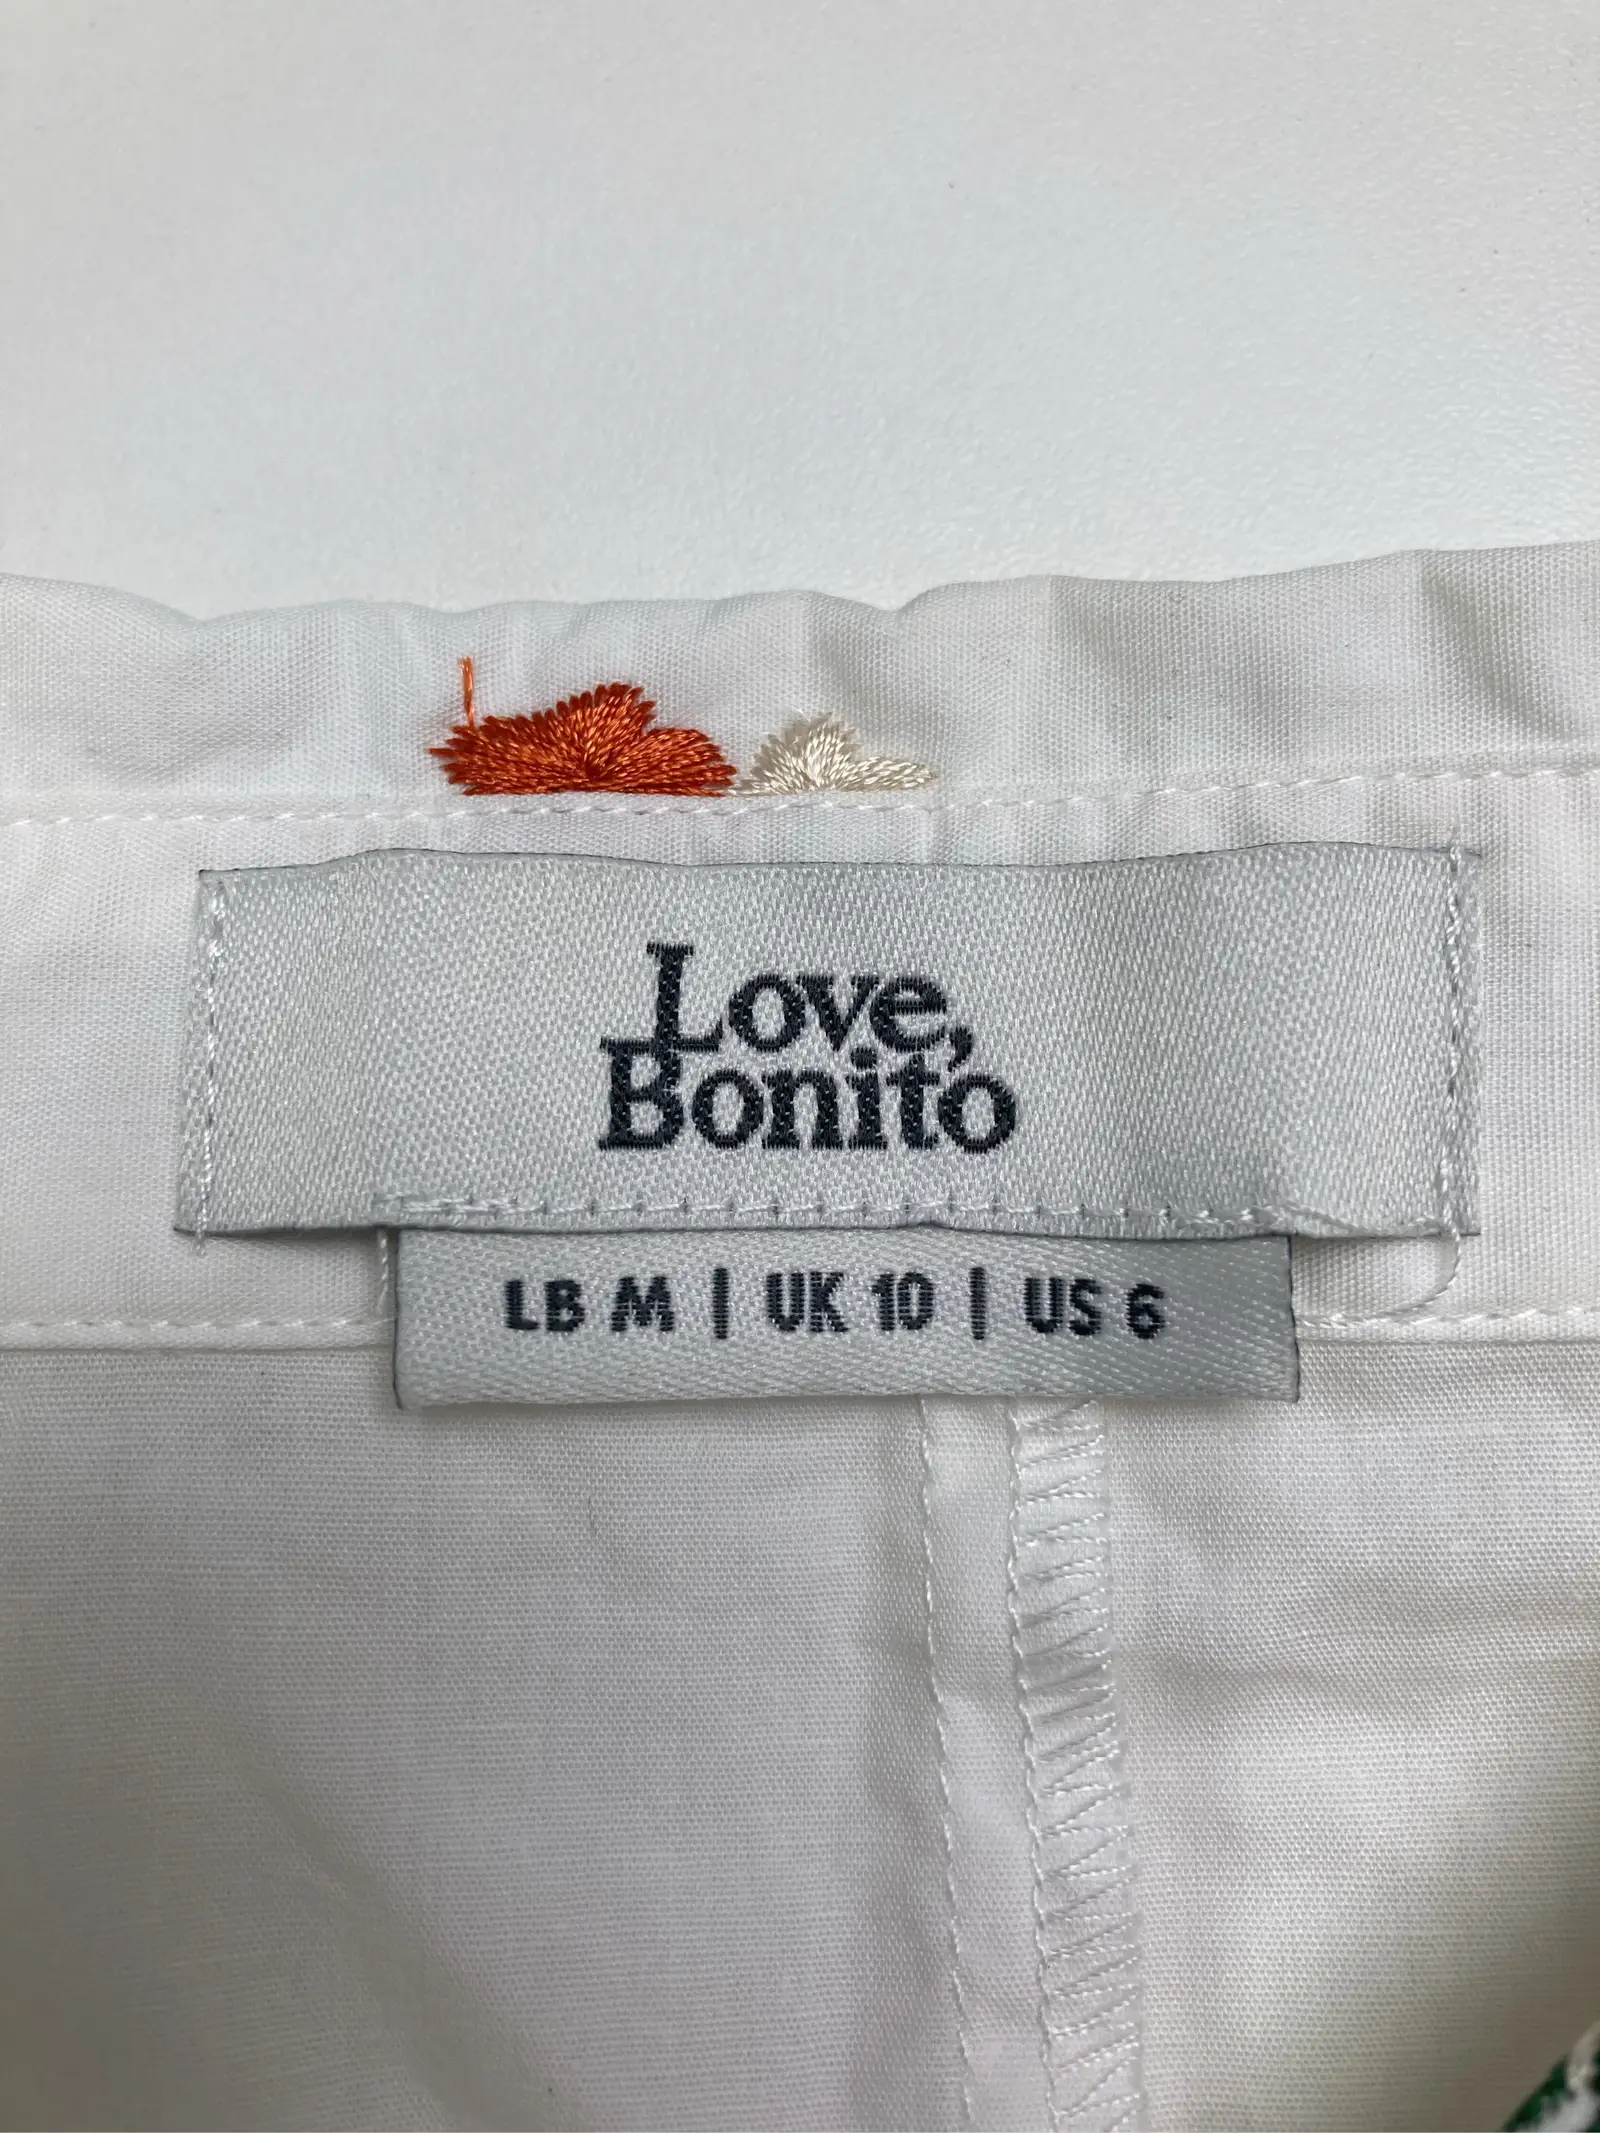 Love,
Bonito
LB M | UK 10 | US 6